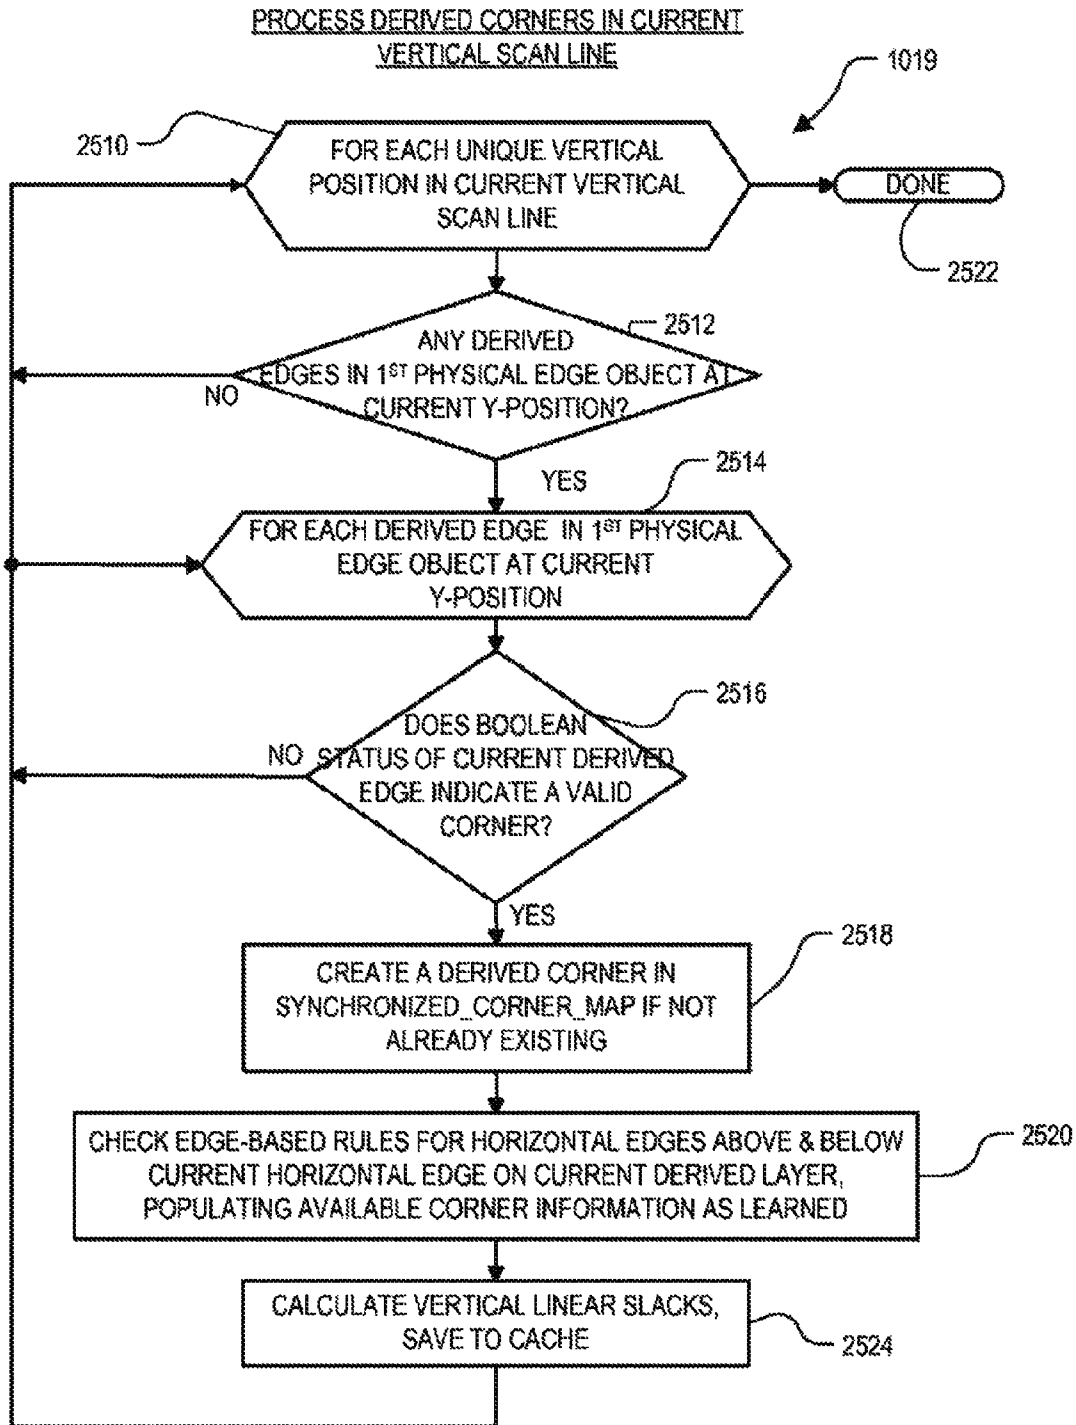 PROCESS DERIVED CORNERS IN CURRENT
VERTICAL SCAN LINE
1019
2510
FOR EACH UNIQUE VERTICAL
POSITION IN CURRENT VERTICAL
SCAN LINE
DONE
2522
2512
ANY DERIVED
EDGES IN 1ST PHYSICAL EDGE OBJECT AT
CURRENT Y-POSITION?
NO
YES
2514
FOR EACH DERIVED EDGE IN 1ST PHYSICAL
EDGE OBJECT AT CURRENT
Y-POSITION
2516
DOES BOOLEAN
STATUS OF CURRENT DERIVED
EDGE INDICATE A VALID
CORNER?
NO
YES
2518
CREATE A DERIVED CORNER IN
SYNCHRONIZED_CORNER_MAP IF NOT
ALREADY EXISTING
2520
CHECK EDGE-BASED RULES FOR HORIZONTAL EDGES ABOVE & BELOW
CURRENT HORIZONTAL EDGE ON CURRENT DERIVED LAYER,
POPULATING AVAILABLE CORNER INFORMATION AS LEARNED
CALCULATE VERTICAL LINEAR SLACKS,
SAVE TO CACHE
2524